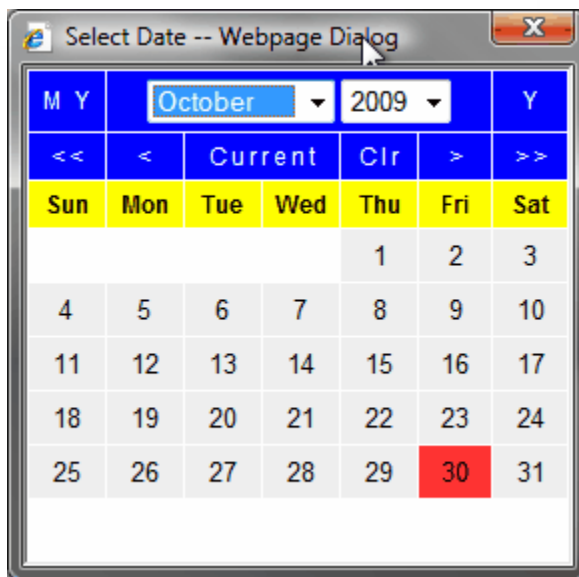 Select Date -- Webpage Dialog
M Y October 2009 Y
<< < Current Clr > >>
Sun Mon Tue Wed Thu Fri Sat
1 2 3
4 5 6 7 8 9 10
11 12 13 14 15 16 17
18 19 20 21 22 23 24
25 26 27 28 29 30 31